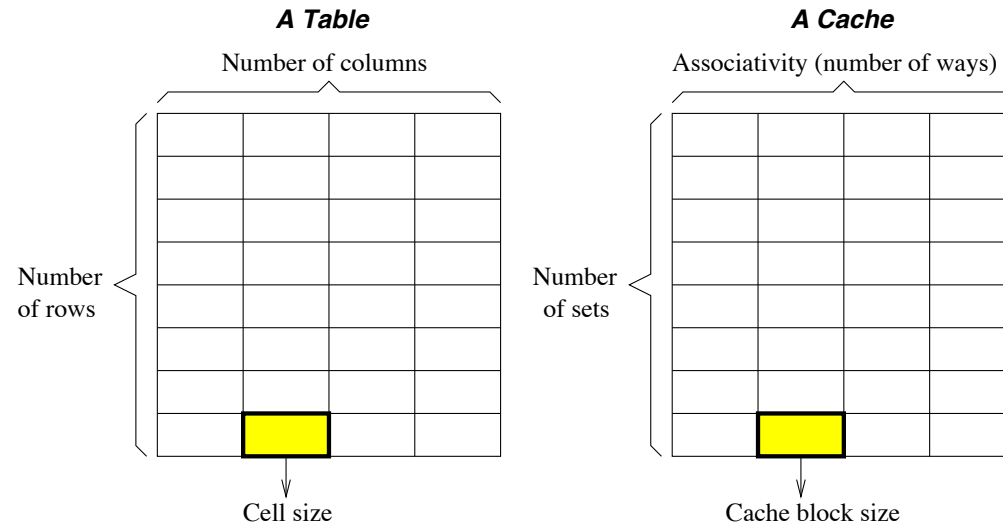 A Table
Number of columns
Number
of rows
Cell size
A Cache
Associativity (number of ways)
Number
of sets
Cache block size